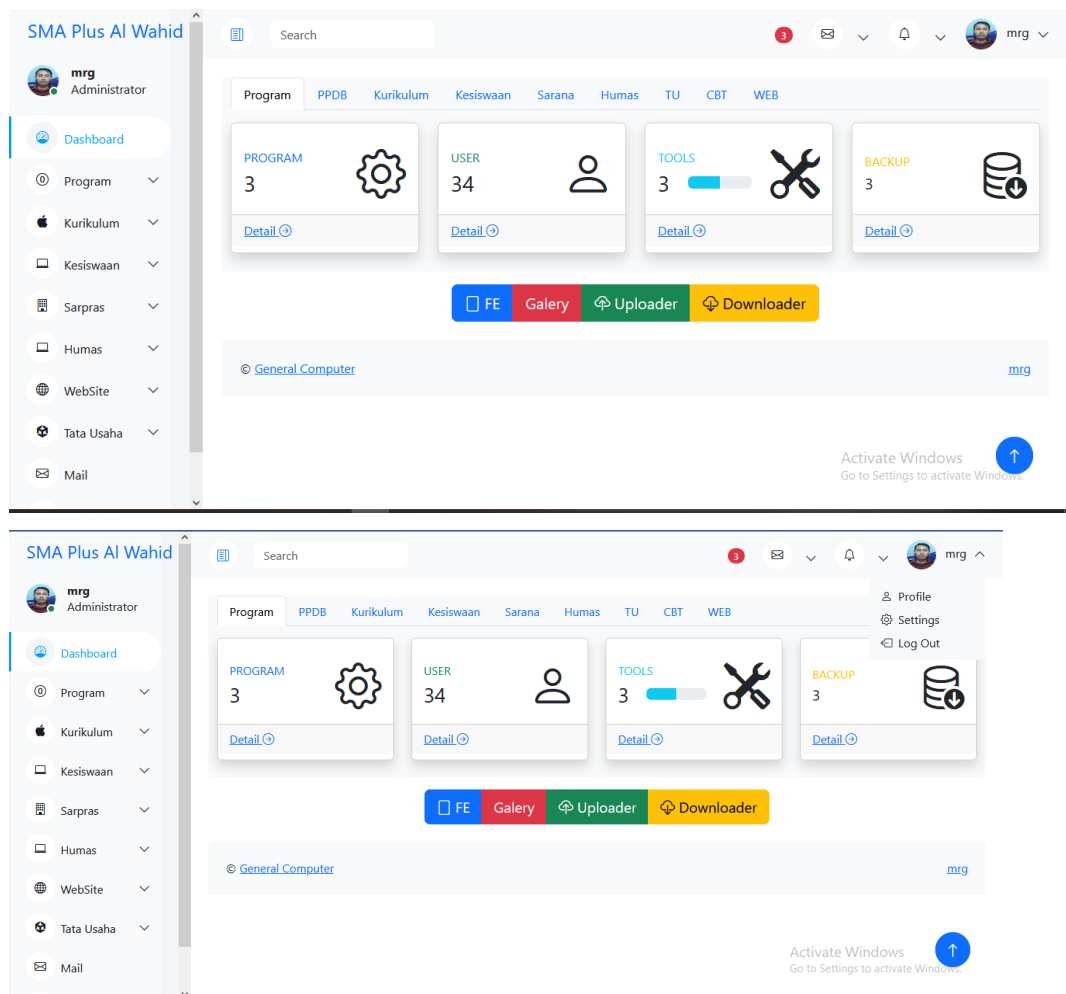 SMA Plus Al Wahid
Search
3
mrg
mrg
Administrator
Dashboard
Program
Kurikulum
Kesiswaan
Sarpras
Humas
WebSite
Tata Usaha
Mail
Program PPDB Kurikulum Kesiswaan Sarana Humas TU CBT WEB
PROGRAM
3
Detail
USER
34
Detail
TOOLS
3
Detail
BACKUP
3
Detail
FE Galery Uploader Downloader
© General Computer
mrg
Activate Windows
Go to Settings to activate Windows.
SMA Plus Al Wahid
Search
3
mrg
Profile
Settings
Log Out
mrg
Administrator
Dashboard
Program
Kurikulum
Kesiswaan
Sarpras
Humas
WebSite
Tata Usaha
Mail
Program PPDB Kurikulum Kesiswaan Sarana Humas TU CBT WEB
PROGRAM
3
Detail
USER
34
Detail
TOOLS
3
Detail
BACKUP
3
Detail
FE Galery Uploader Downloader
© General Computer
mrg
Activate Windows
Go to Settings to activate Windows.